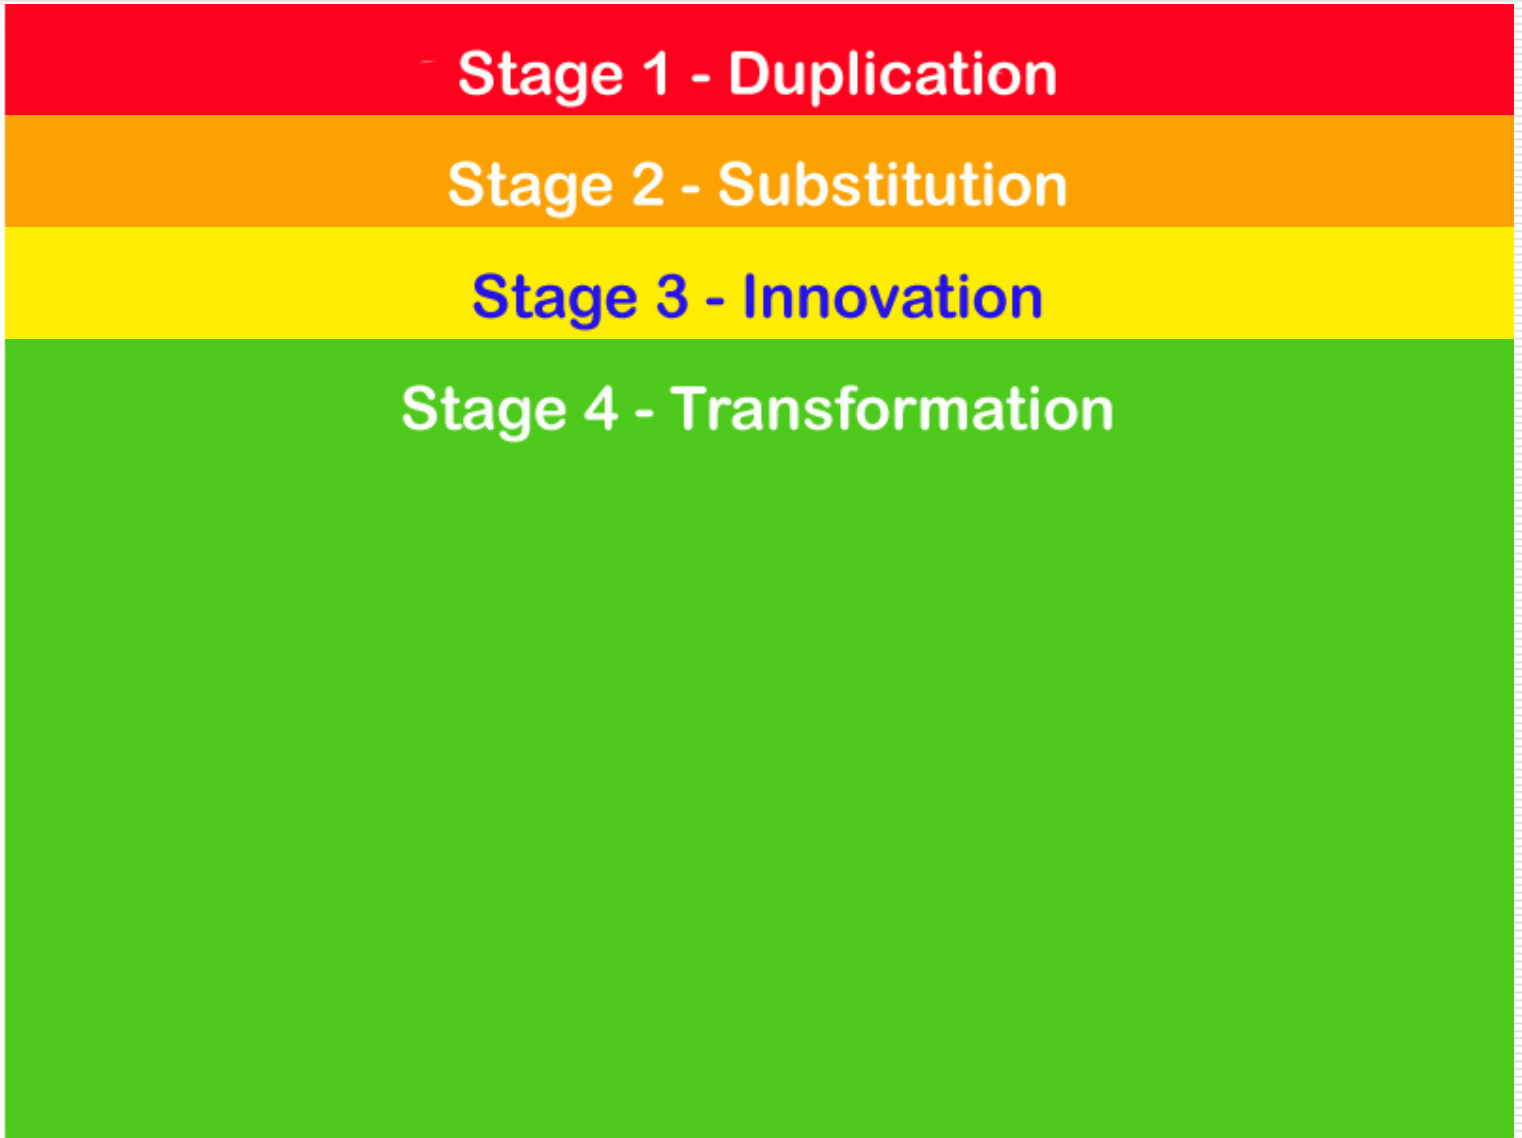 Stage 1 - Duplication
Stage 2 - Substitution
Stage 3 - Innovation
Stage 4 - Transformation